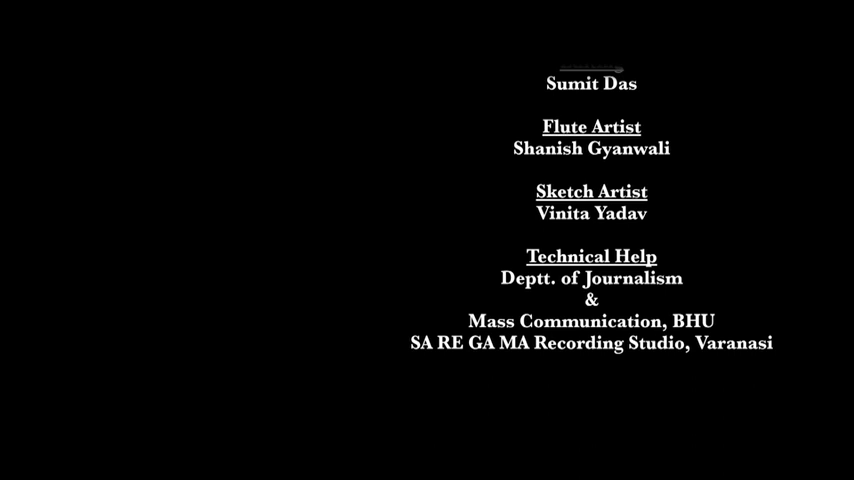 Sumit Das
Flute Artist
Shanish Gyanwali
Sketch Artist
Vinita Yadav
Technical Help
Deptt. of Journalism
&
Mass Communication, BHU
SA RE GA MA Recording Studio, Varanasi